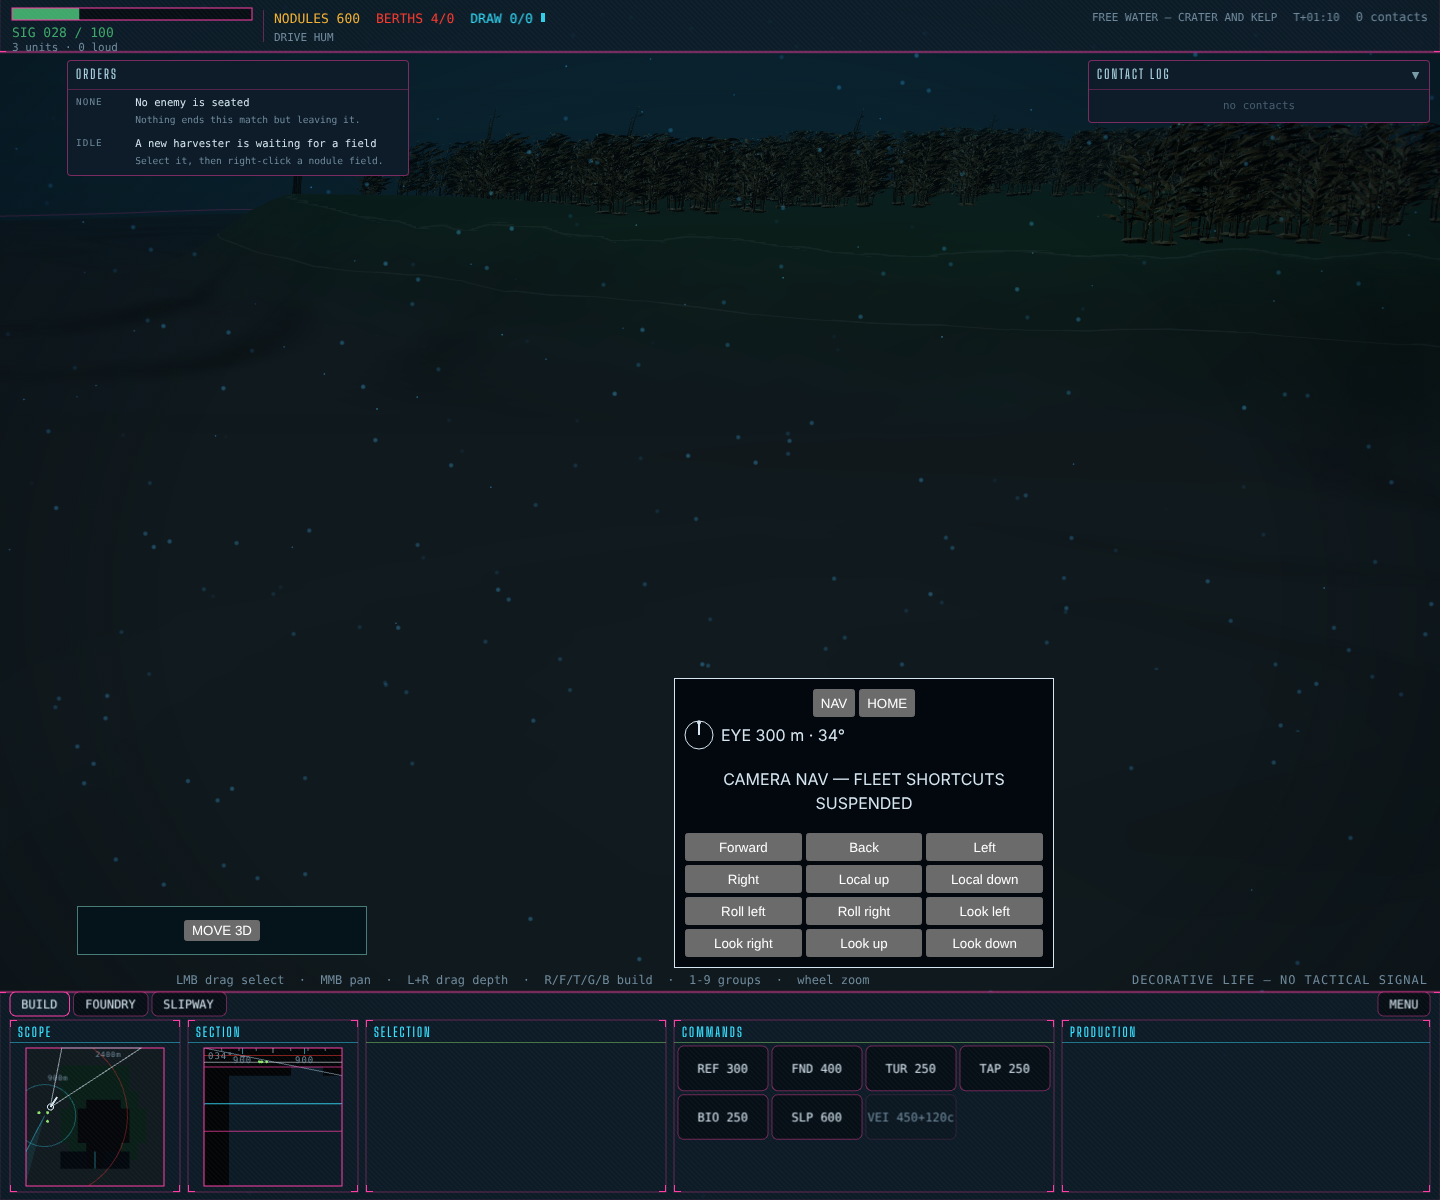 SIG 028 / 100
3 units · 0 loud
NODULES 600 BERTHS 4/0 DRAW 0/0
DRIVE HUM
FREE WATER — CRATER AND KELP T+01:10 0 contacts
ORDERS
NONE No enemy is seated
Nothing ends this match but leaving it.
IDLE A new harvester is waiting for a field
Select it, then right-click a nodule field.
CONTACT LOG ▼
no contacts
NAV HOME
EYE 300 m · 34°
CAMERA NAV — FLEET SHORTCUTS
SUSPENDED
Forward Back Left
Right Local up Local down
Roll left Roll right Look left
Look right Look up Look down
MOVE 3D
LMB drag select · MMB pan · L+R drag depth · R/F/T/G/B build · 1-9 groups · wheel zoom
DECORATIVE LIFE — NO TACTICAL SIGNAL
BUILD FOUNDRY SLIPWAY MENU
SCOPE SECTION SELECTION COMMANDS PRODUCTION
2400m
900m
034° 900 900
REF 300 FND 400 TUR 250 TAP 250
BIO 250 SLP 600 VEI 450+120c